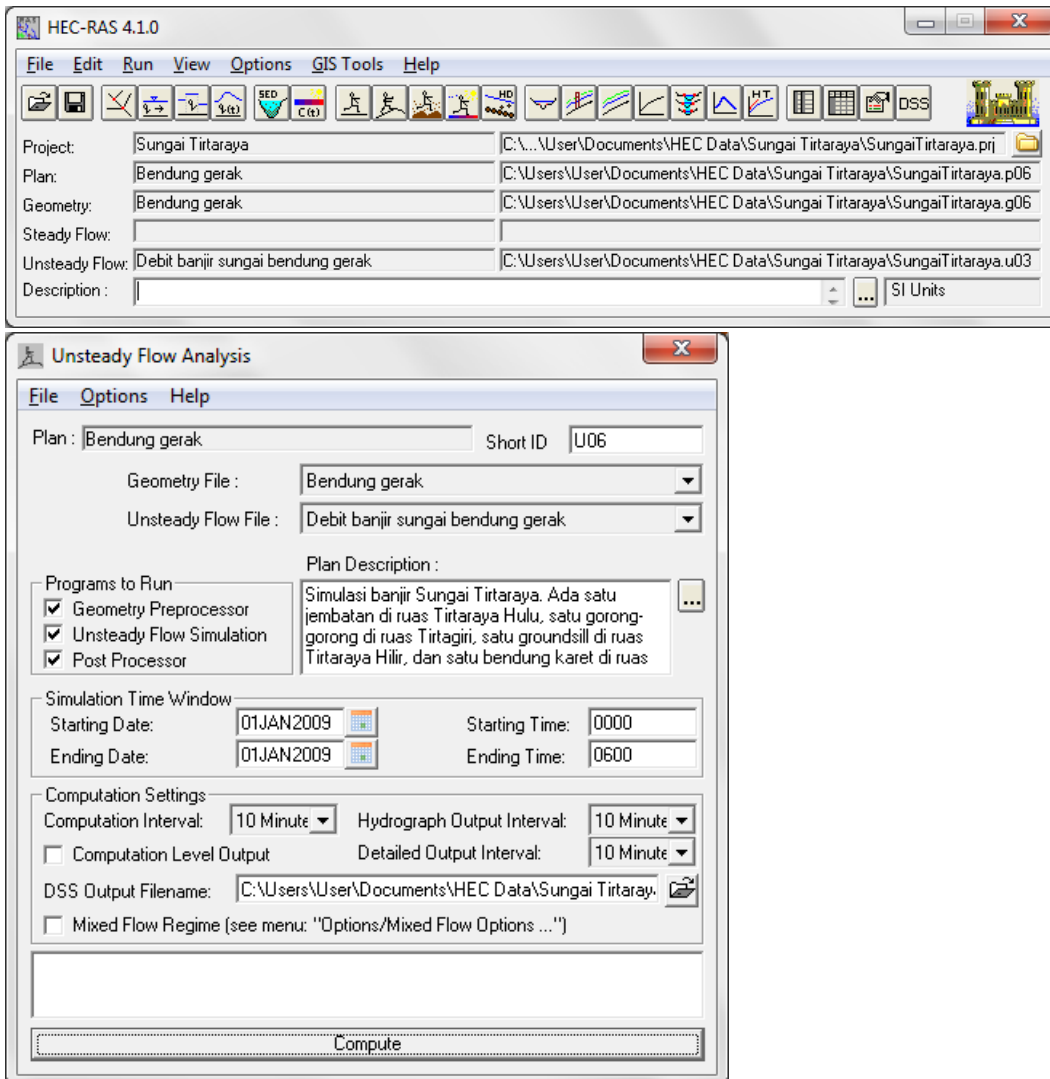 HEC-RAS 4.1.0
File Edit Run View Options GIS Tools Help
SED C(t) HD HT DSS
Project: Sungai Tirtaraya C:\...\User\Documents\HEC Data\Sungai Tirtaraya\SungaiTirtaraya.prj
Plan: Bendung gerak C:\Users\User\Documents\HEC Data\Sungai Tirtaraya\SungaiTirtaraya.p06
Geometry: Bendung gerak C:\Users\User\Documents\HEC Data\Sungai Tirtaraya\SungaiTirtaraya.g06
Steady Flow:
Unsteady Flow: Debit banjir sungai bendung gerak C:\Users\User\Documents\HEC Data\Sungai Tirtaraya\SungaiTirtaraya.u03
Description : ... SI Units
Unsteady Flow Analysis
File Options Help
Plan : Bendung gerak Short ID U06
Geometry File : Bendung gerak
Unsteady Flow File : Debit banjir sungai bendung gerak
Plan Description :
Programs to Run
Geometry Preprocessor
Unsteady Flow Simulation
Post Processor
Simulasi banjir Sungai Tirtaraya. Ada satu
jembatan di ruas Tirtaraya Hulu, satu gorong-
gorong di ruas Tirtagiri, satu groundsill di ruas
Tirtaraya Hilir, dan satu bendung karet di ruas
...
Simulation Time Window
Starting Date: 01JAN2009 Starting Time: 0000
Ending Date: 01JAN2009 Ending Time: 0600
Computation Settings
Computation Interval: 10 Minute Hydrograph Output Interval: 10 Minute
Computation Level Output Detailed Output Interval: 10 Minute
DSS Output Filename: C:\Users\User\Documents\HEC Data\Sungai Tirtaray
Mixed Flow Regime (see menu: "Options/Mixed Flow Options ...")
Compute